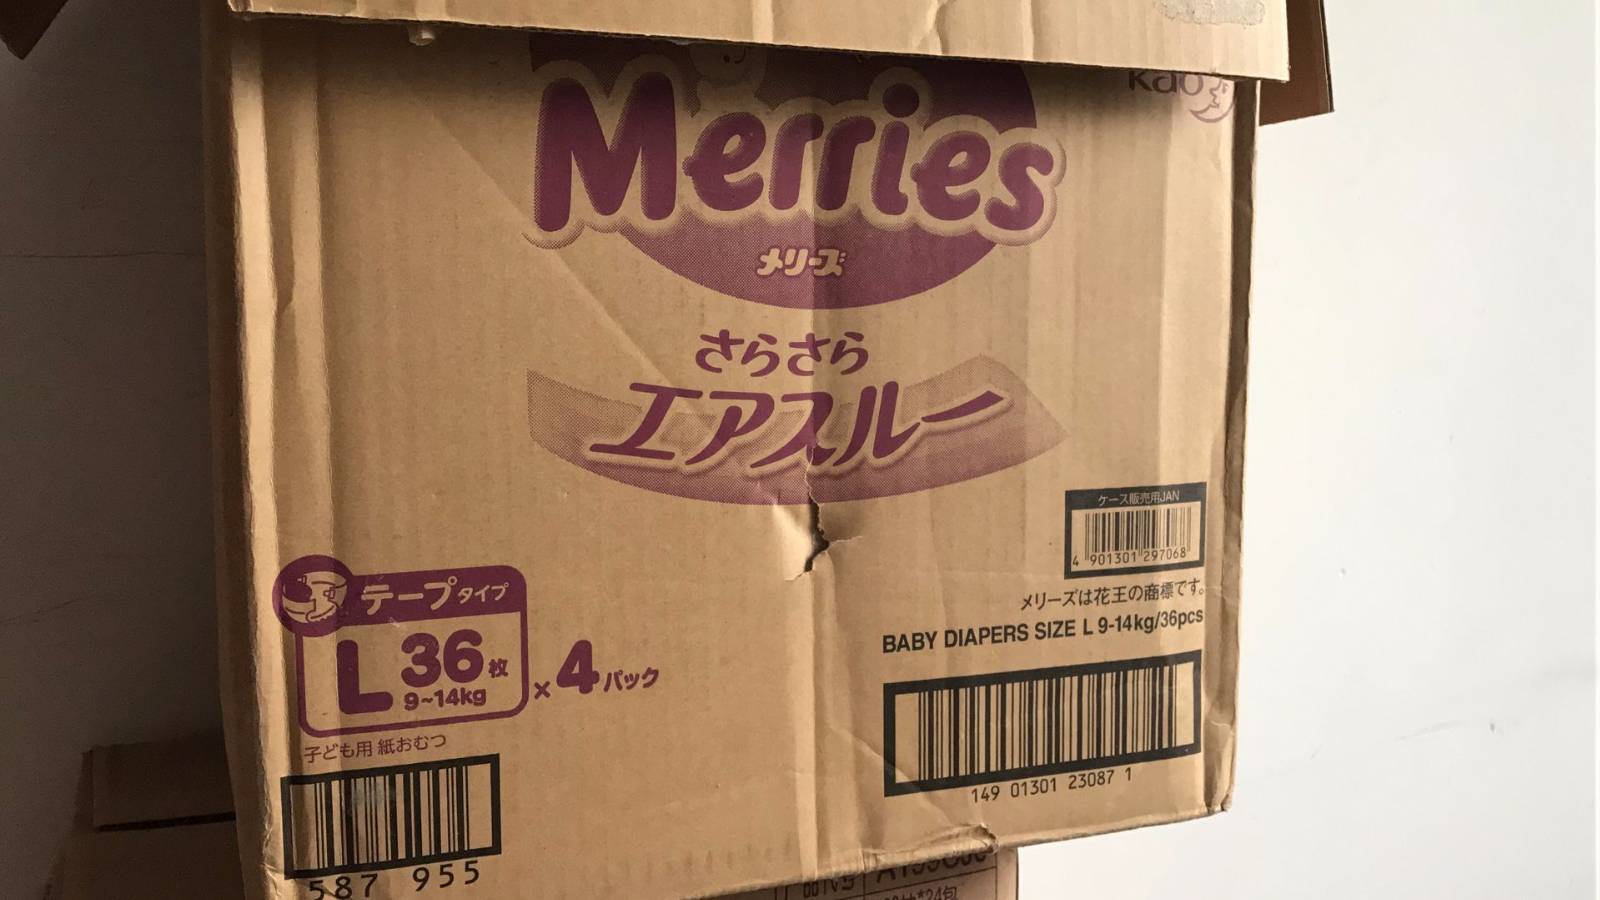 Kao
Merries
メリーズ
さらさら
エアスルー
ケース販売用JAN
4 901301 297068
メリーズは花王の商標です。
BABY DIAPERS SIZE L 9-14kg/36pcs
149 01301 23087 1
テープタイプ
L 36枚
9~14kg
×4パック
子ども用 紙おむつ
587 955